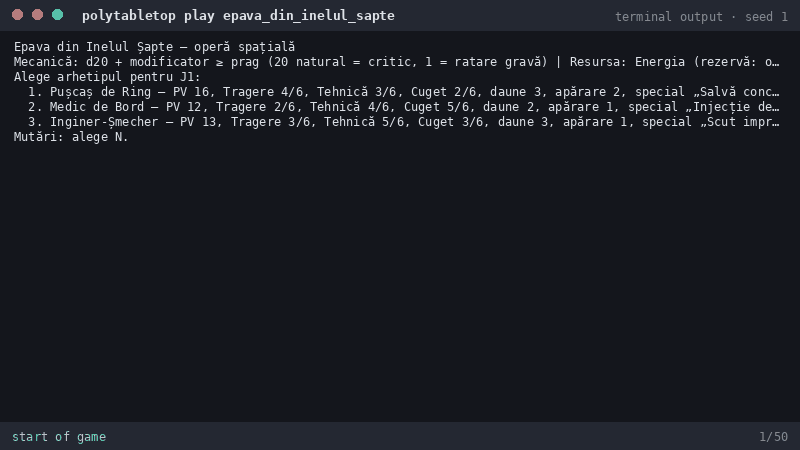 polytabletop play epava_din_inelul_sapte
terminal output · seed 1
Epava din Inelul Șapte — operă spațială
Mecanică: d20 + modificator ≥ prag (20 natural = critic, 1 = ratare gravă) | Resursa: Energia (rezervă: o…
Alege arhetipul pentru J1:
1. Pușcaș de Ring — PV 16, Tragere 4/6, Tehnică 3/6, Cuget 2/6, daune 3, apărare 2, special „Salvă conc…
2. Medic de Bord — PV 12, Tragere 2/6, Tehnică 4/6, Cuget 5/6, daune 2, apărare 1, special „Injecție de…
3. Inginer-Șmecher — PV 13, Tragere 3/6, Tehnică 5/6, Cuget 3/6, daune 3, apărare 1, special „Scut impr…
Mutări: alege N.
start of game
1/50